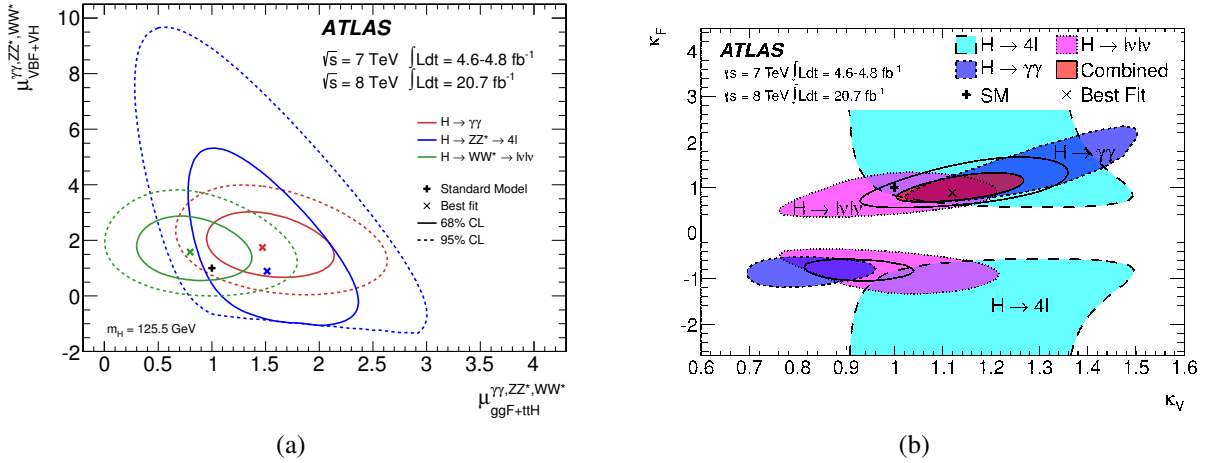 μ^{γγ,ZZ*,WW*}_{VBF+VH}
10
8
6
4
2
0
-2
ATLAS
√s = 7 TeV ∫Ldt = 4.6-4.8 fb⁻¹
√s = 8 TeV ∫Ldt = 20.7 fb⁻¹
H → γγ
H → ZZ* → 4l
H → WW* → lνlν
Standard Model
Best fit
68% CL
95% CL
m_H = 125.5 GeV
0 0.5 1 1.5 2 2.5 3 3.5 4
μ^{γγ,ZZ*,WW*}_{ggF+ttH}
(a)
κ_F
4
3
2
1
0
-1
-2
ATLAS
√s = 7 TeV ∫Ldt = 4.6-4.8 fb⁻¹
√s = 8 TeV ∫Ldt = 20.7 fb⁻¹
H → 4l H → lνlν
H → γγ Combined
SM Best Fit
H → γγ
H → lνlν
H → 4l
0.6 0.7 0.8 0.9 1 1.1 1.2 1.3 1.4 1.5 1.6
κ_V
(b)